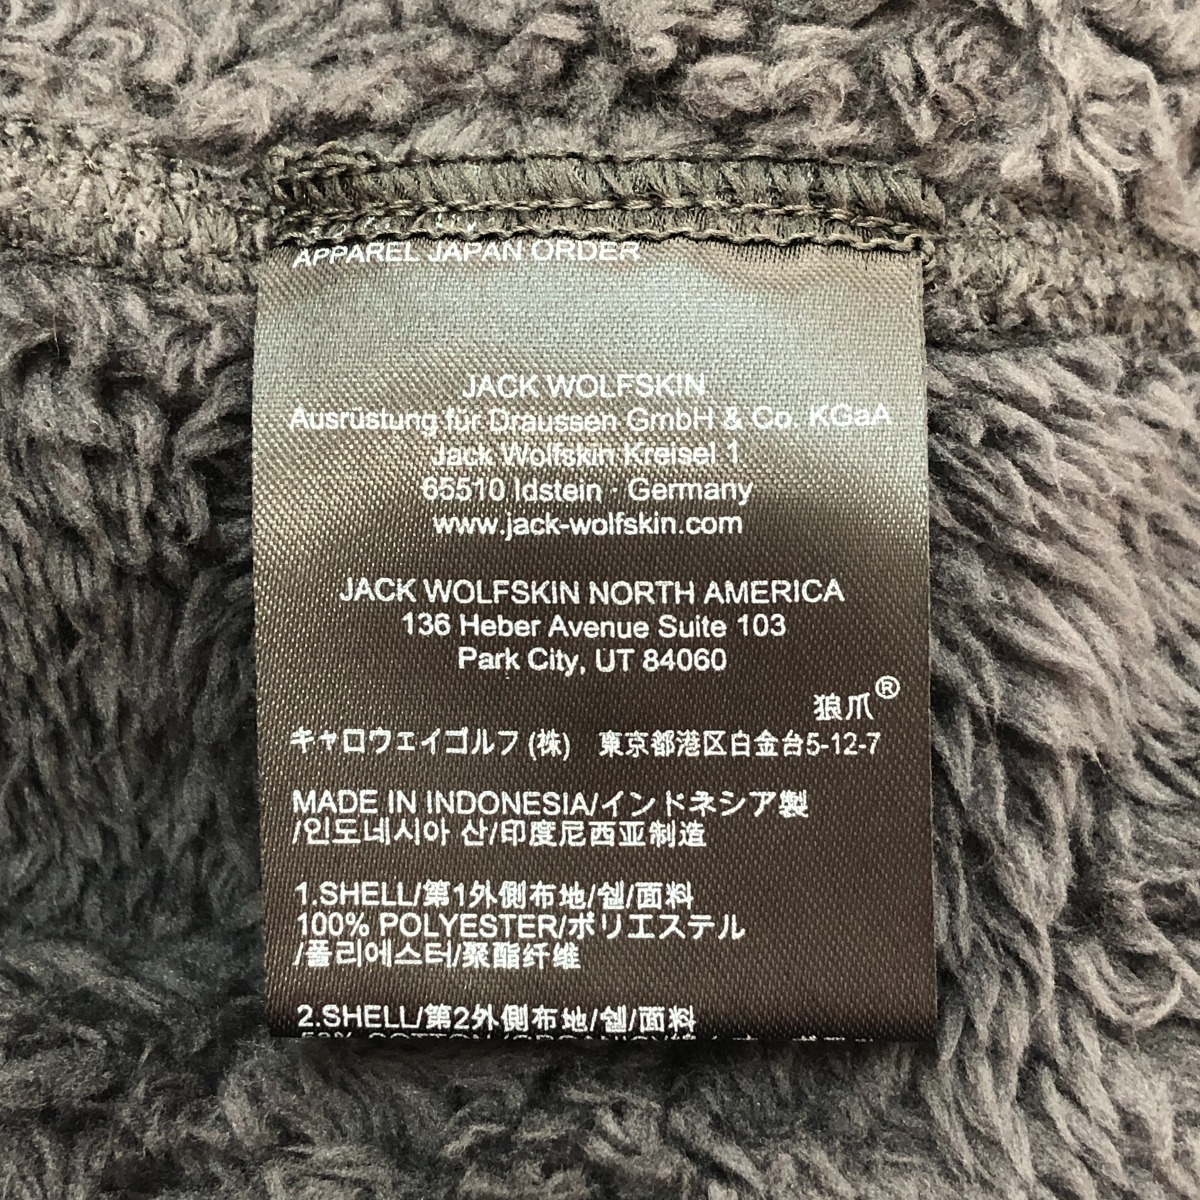 APPAREL JAPAN ORDER
JACK WOLFSKIN
Ausrüstung für Draussen GmbH & Co. KGaA
Jack Wolfskin Kreisel 1
65510 Idstein · Germany
www.jack-wolfskin.com
JACK WOLFSKIN NORTH AMERICA
136 Heber Avenue Suite 103
Park City, UT 84060
狼爪®
キャロウェイゴルフ (株) 東京都港区白金台5-12-7
MADE IN INDONESIA/インドネシア製
/인도네시아 산/印度尼西亚制造
1.SHELL/第1外側布地/쉘/面料
100% POLYESTER/ポリエステル
/폴리에스터/聚酯纤维
2.SHELL/第2外側布地/쉘/面料